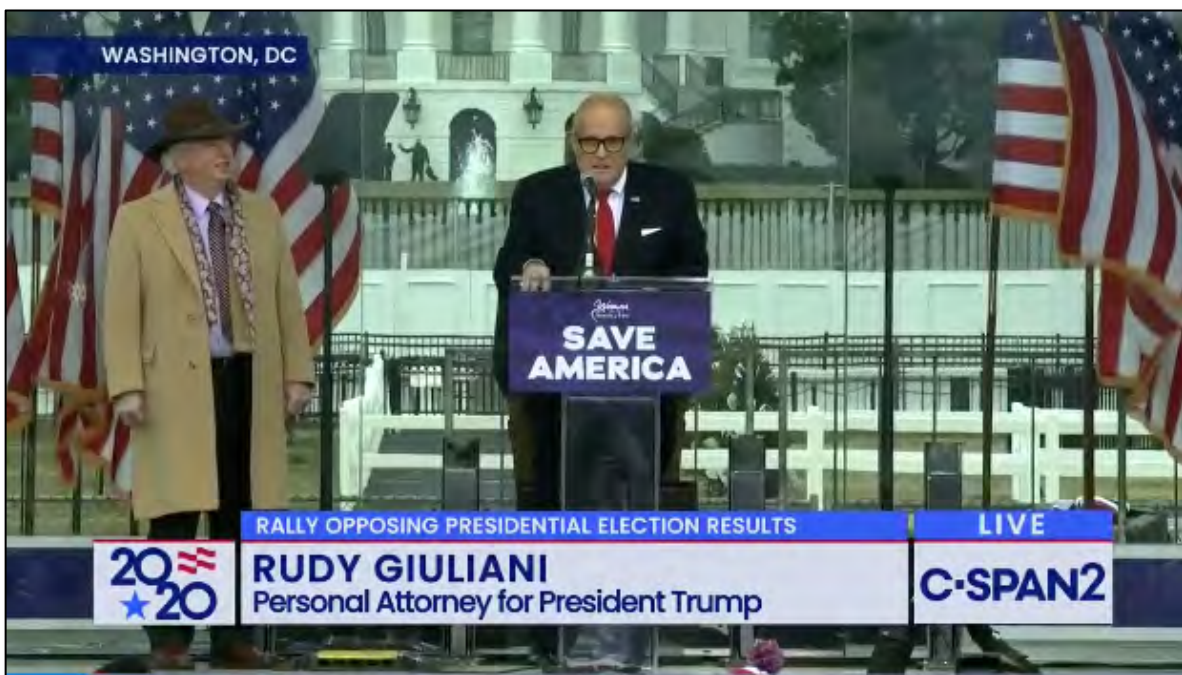 WASHINGTON, DC
SAVE
AMERICA
RALLY OPPOSING PRESIDENTIAL ELECTION RESULTS
LIVE
2020
RUDY GIULIANI
Personal Attorney for President Trump
C-SPAN2